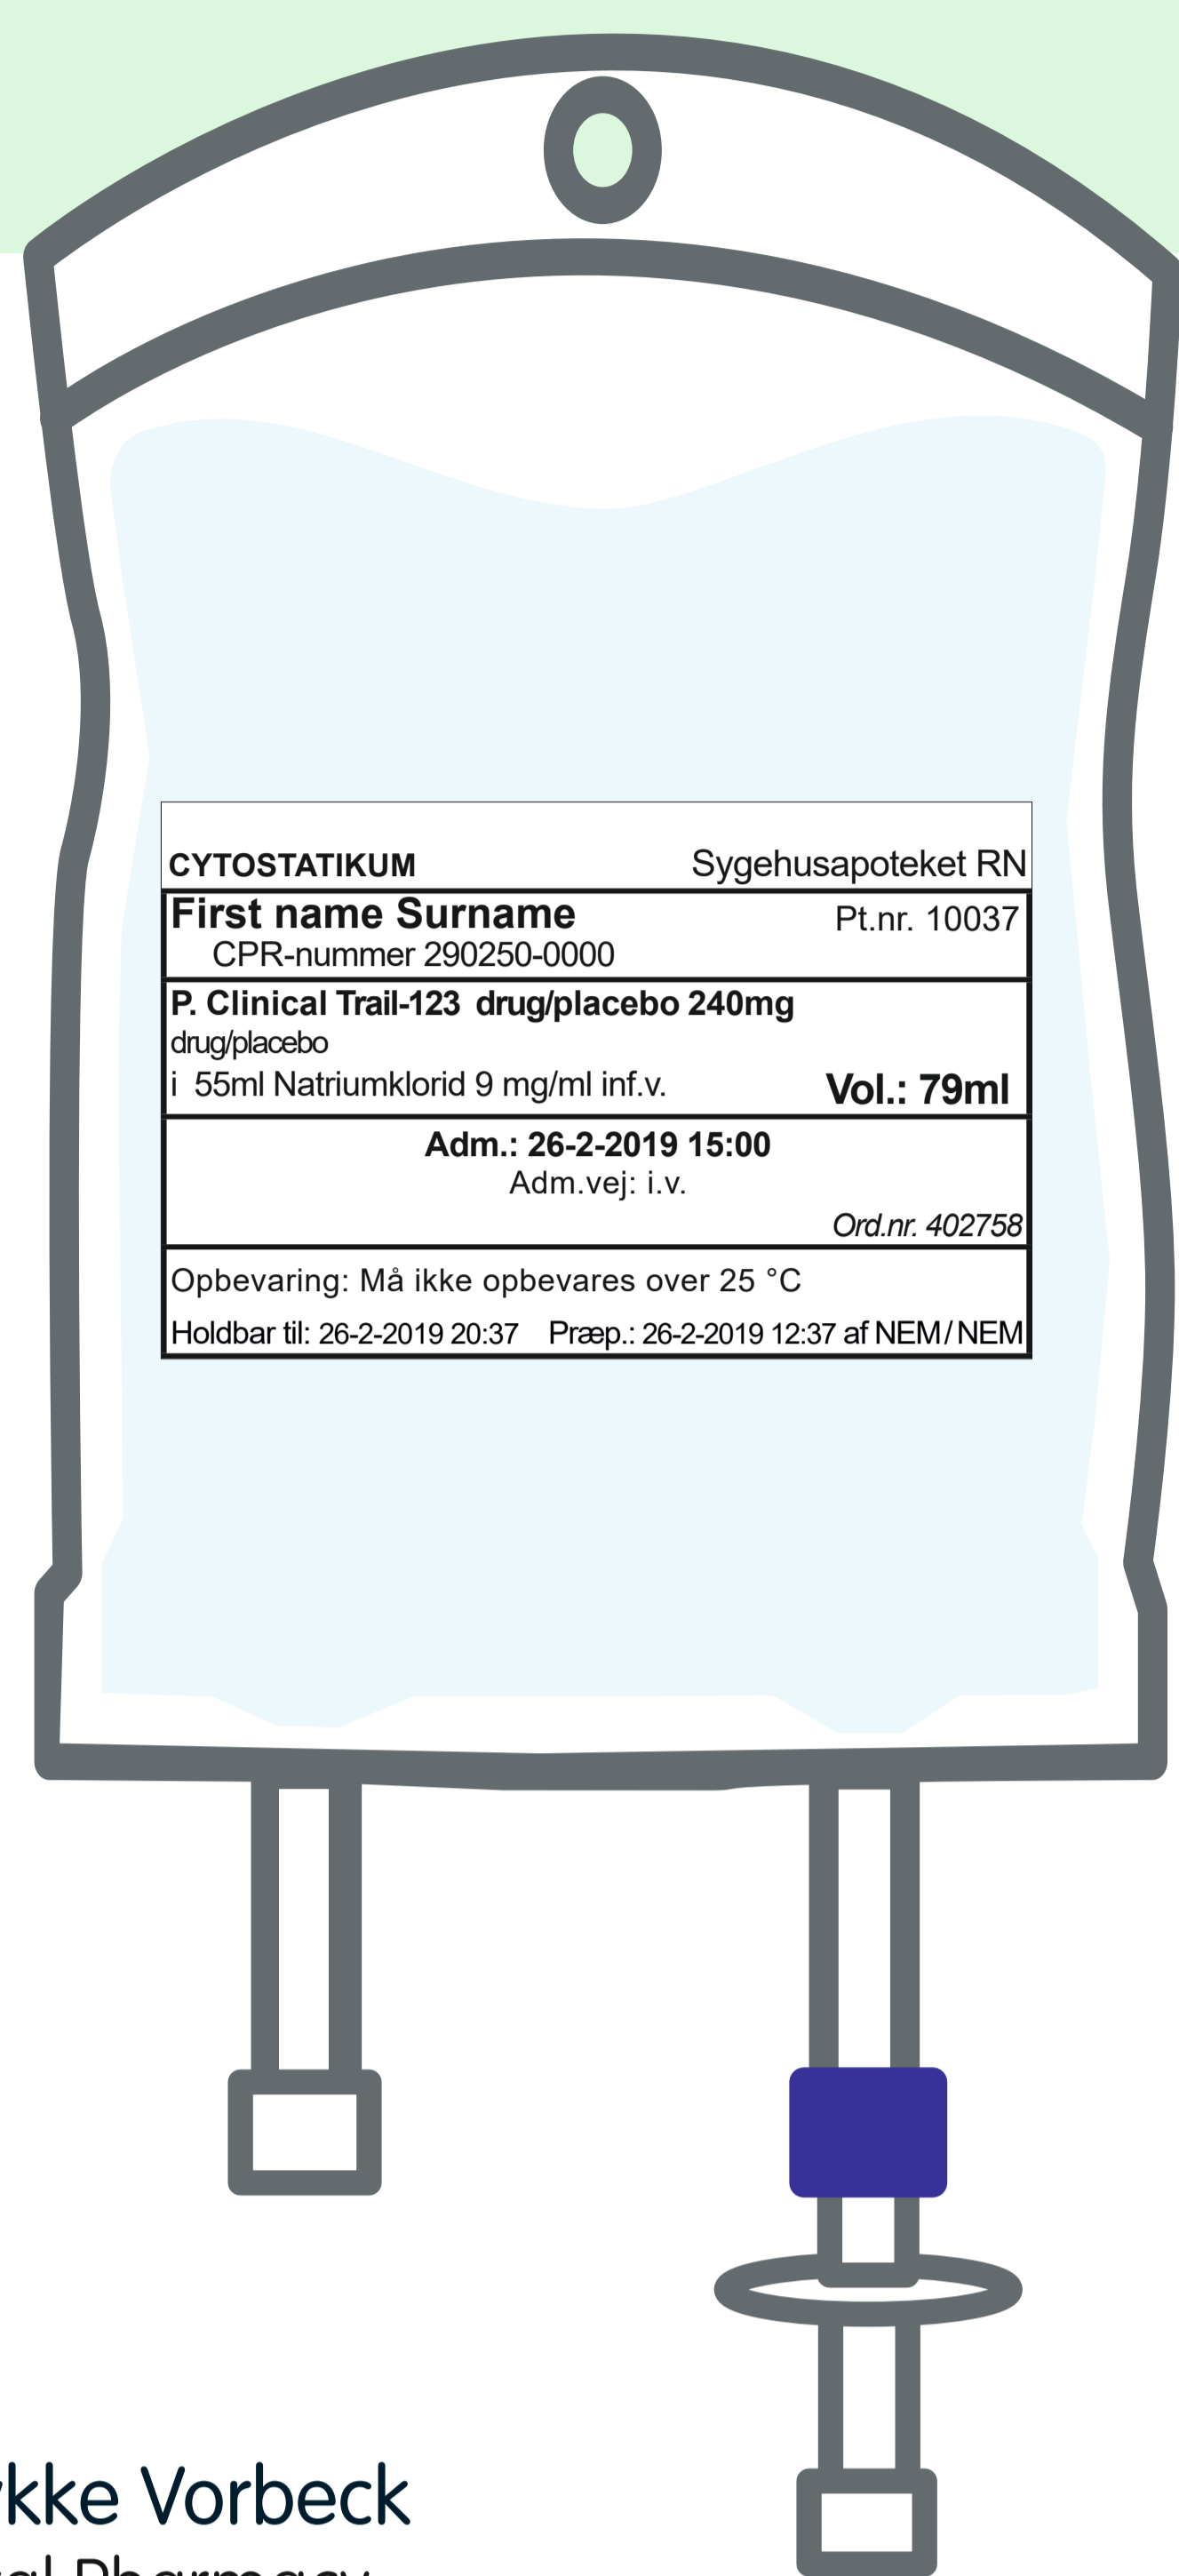 CYTOSTATIKUM Sygehusapoteket RN
First name Surname Pt.nr. 10037
CPR-nummer 290250-0000
P. Clinical Trail-123 drug/placebo 240mg
drug/placebo
i 55ml Natriumklorid 9 mg/ml inf.v. Vol.: 79ml
Adm.: 26-2-2019 15:00
Adm.vej: i.v.
Ord.nr. 402758
Opbevaring: Må ikke opbevares over 25 °C
Holdbar til: 26-2-2019 20:37 Præp.: 26-2-2019 12:37 af NEM/NEM
kke Vorbeck
al Pharmacy